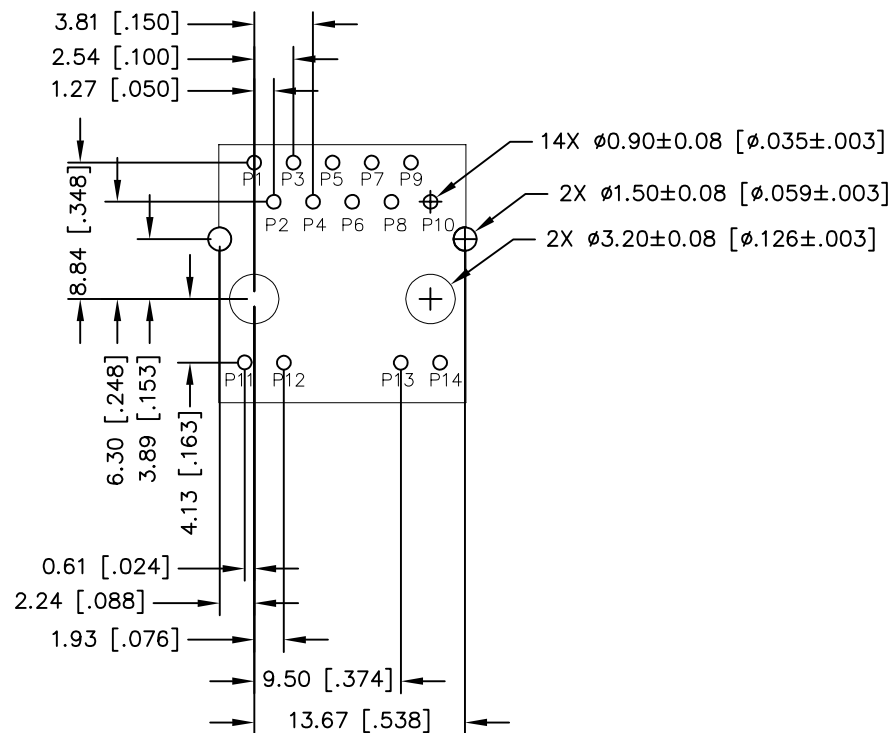 3.81 [.150]
2.54 [.100]
1.27 [.050]
14X ø0.90±0.08 [ø.035±.003]
P1 P3 P5 P7 P9
2X ø1.50±0.08 [ø.059±.003]
P2 P4 P6 P8 P10
2X ø3.20±0.08 [ø.126±.003]
8.84 [.348]
6.30 [.248]
3.89 [.153]
4.13 [.163]
P11 P12 P13 P14
0.61 [.024]
2.24 [.088]
1.93 [.076]
9.50 [.374]
13.67 [.538]